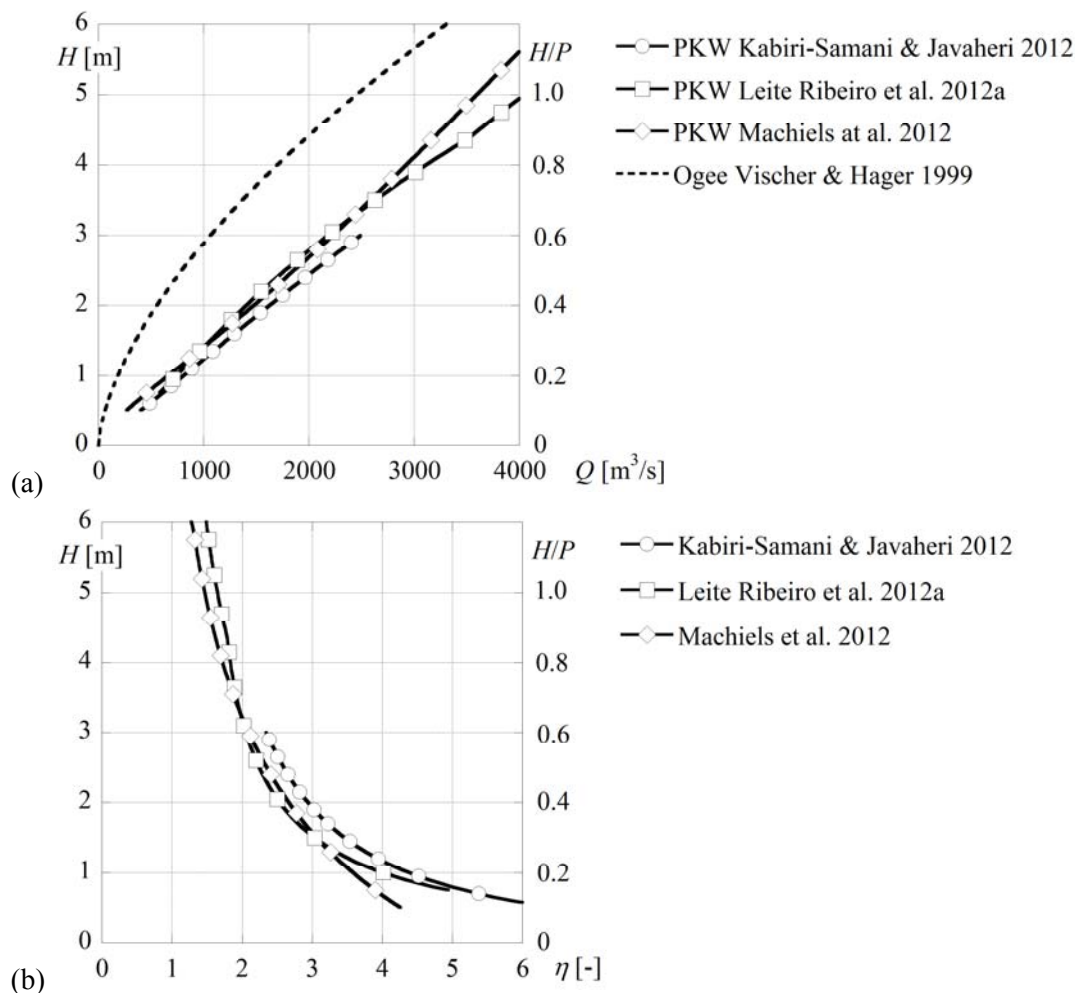 6
H [m]
5
4
3
2
1
0
H/P
1.0
0.8
0.6
0.4
0.2
0
0 1000 2000 3000 4000 Q [m³/s]
(a)
PKW Kabiri-Samani & Javaheri 2012
PKW Leite Ribeiro et al. 2012a
PKW Machiels at al. 2012
Ogee Vischer & Hager 1999
6
H [m]
5
4
3
2
1
0
H/P
1.0
0.8
0.6
0.4
0.2
0
0 1 2 3 4 5 6 η [-]
(b)
Kabiri-Samani & Javaheri 2012
Leite Ribeiro et al. 2012a
Machiels et al. 2012